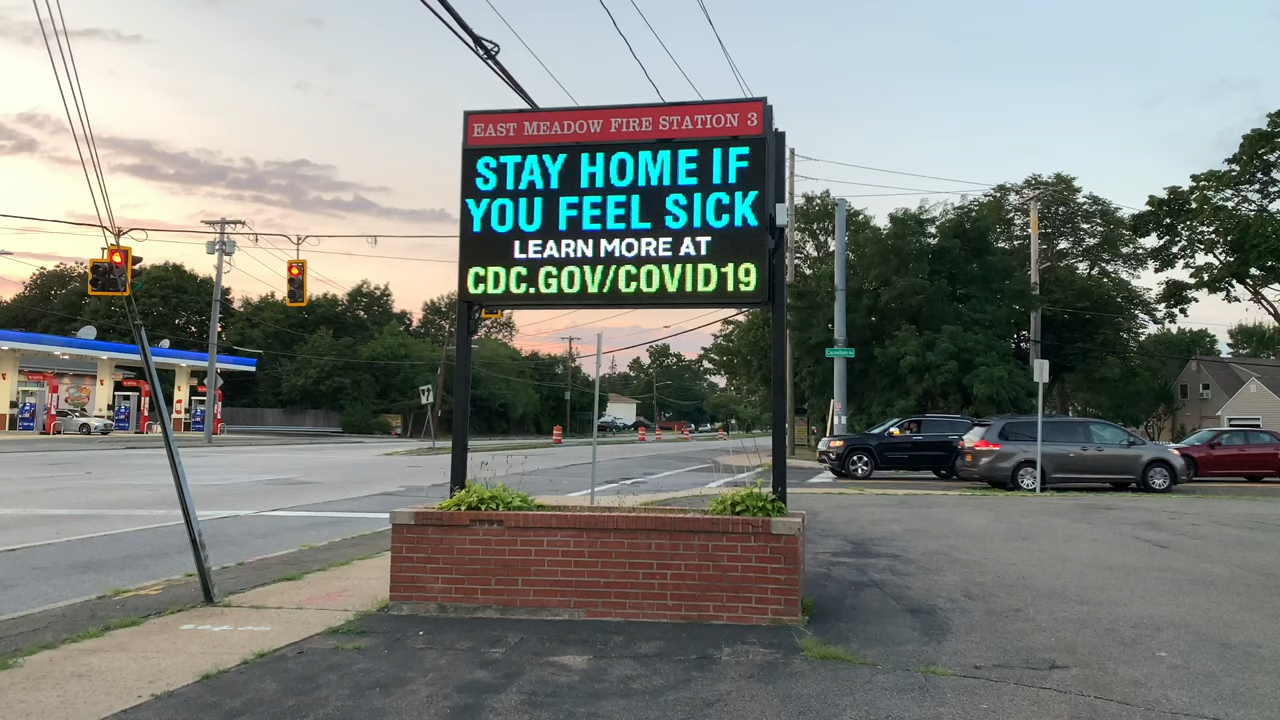 EAST MEADOW FIRE STATION 3
STAY HOME IF
YOU FEEL SICK
LEARN MORE AT
CDC.GOV/COVID19